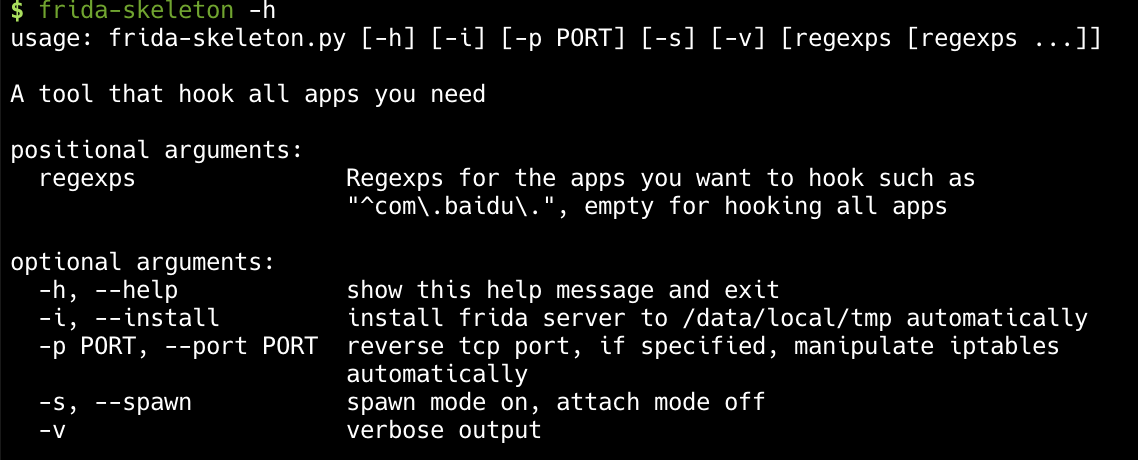 $ frida-skeleton -h
usage: frida-skeleton.py [-h] [-i] [-p PORT] [-s] [-v] [regexps [regexps ...]]

A tool that hook all apps you need

positional arguments:
  regexps               Regexps for the apps you want to hook such as
                        "^com\.baidu\.", empty for hooking all apps

optional arguments:
  -h, --help            show this help message and exit
  -i, --install         install frida server to /data/local/tmp automatically
  -p PORT, --port PORT  reverse tcp port, if specified, manipulate iptables
                        automatically
  -s, --spawn           spawn mode on, attach mode off
  -v                    verbose output